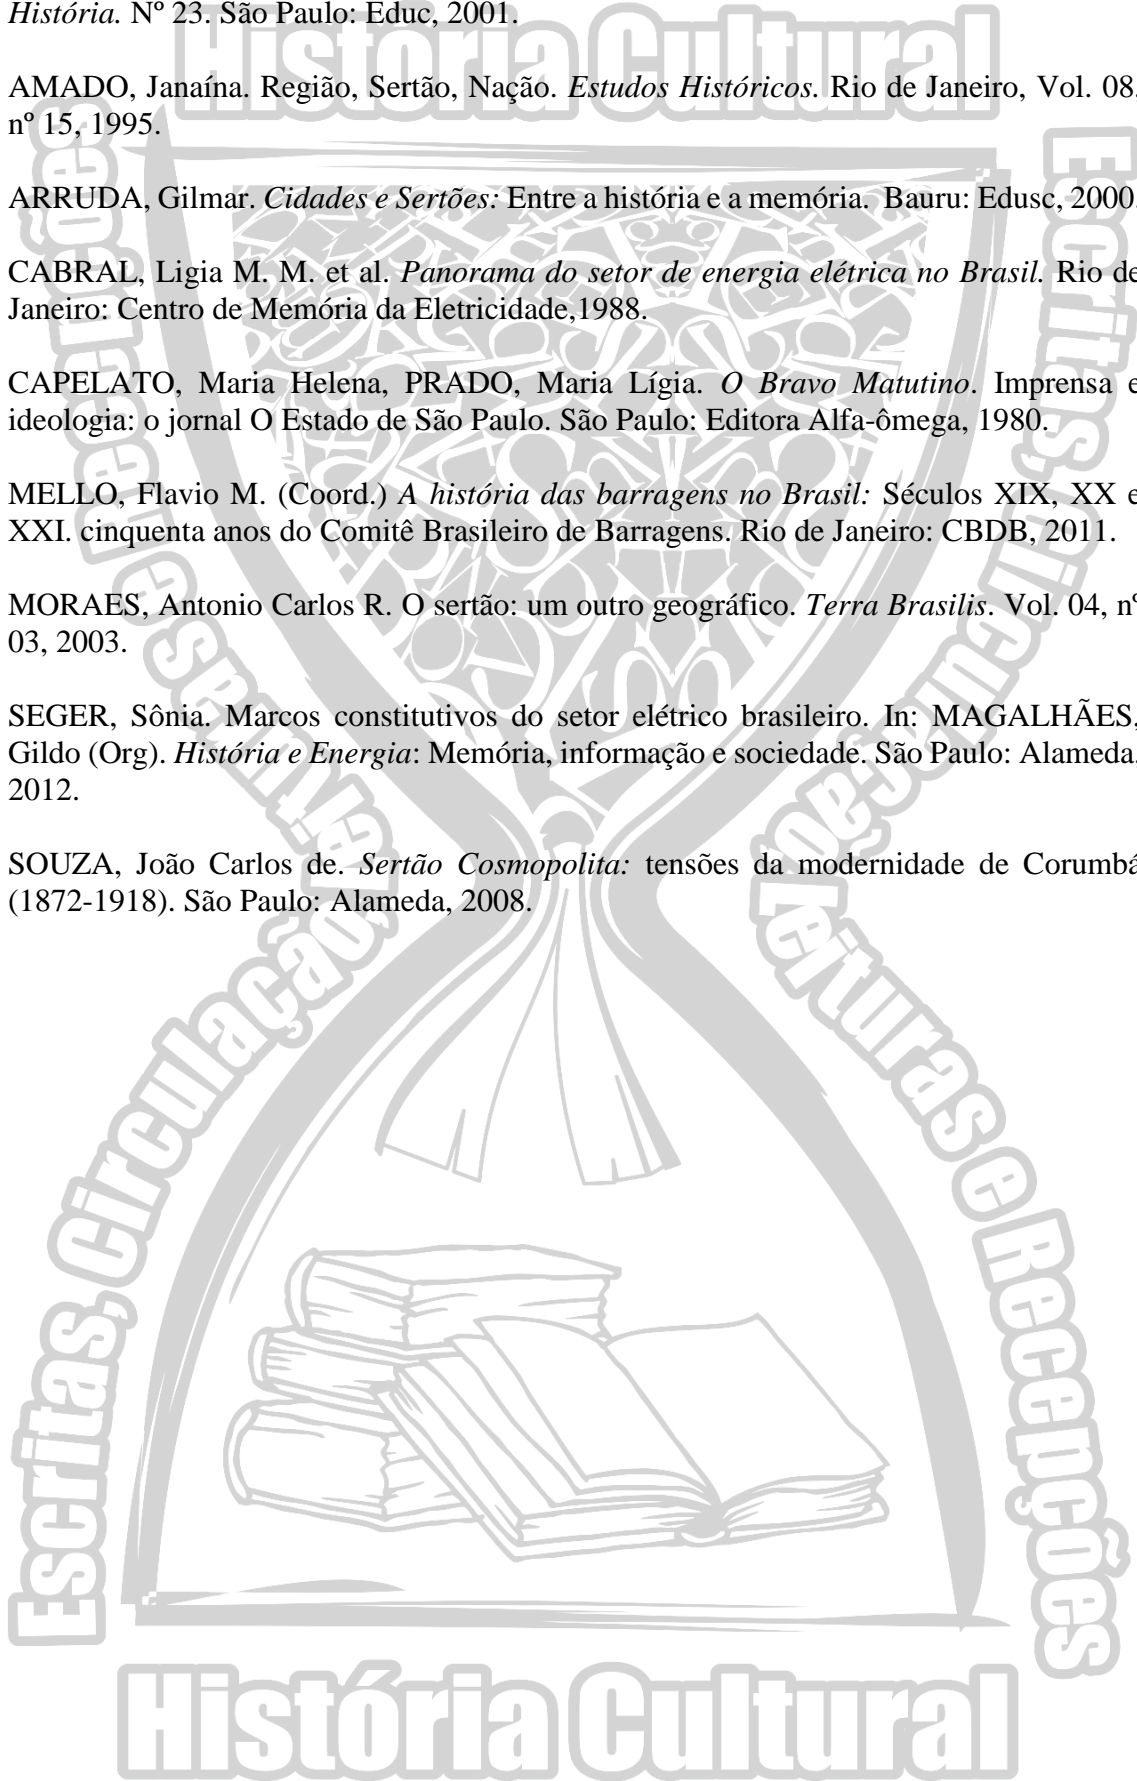 História. Nº 23. São Paulo: Educ, 2001.
História Cultural
AMADO, Janaína. Região, Sertão, Nação. Estudos Históricos. Rio de Janeiro, Vol. 08,
nº 15, 1995.
ARRUDA, Gilmar. Cidades e Sertões: Entre a história e a memória. Bauru: Edusc, 2000.
CABRAL, Ligia M. M. et al. Panorama do setor de energia elétrica no Brasil. Rio de
Janeiro: Centro de Memória da Eletricidade,1988.
CAPELATO, Maria Helena, PRADO, Maria Lígia. O Bravo Matutino. Imprensa e
ideologia: o jornal O Estado de São Paulo. São Paulo: Editora Alfa-ômega, 1980.
MELLO, Flavio M. (Coord.) A história das barragens no Brasil: Séculos XIX, XX e
XXI. cinquenta anos do Comitê Brasileiro de Barragens. Rio de Janeiro: CBDB, 2011.
MORAES, Antonio Carlos R. O sertão: um outro geográfico. Terra Brasilis. Vol. 04, nº
03, 2003.
SEGER, Sônia. Marcos constitutivos do setor elétrico brasileiro. In: MAGALHÃES,
Gildo (Org). História e Energia: Memória, informação e sociedade. São Paulo: Alameda,
2012.
SOUZA, João Carlos de. Sertão Cosmopolita: tensões da modernidade de Corumbá
(1872-1918). São Paulo: Alameda, 2008.
Escritas, Circulação, Leituras e Recepções
Escritas, Circulação, Leituras e Recepções
História Cultural